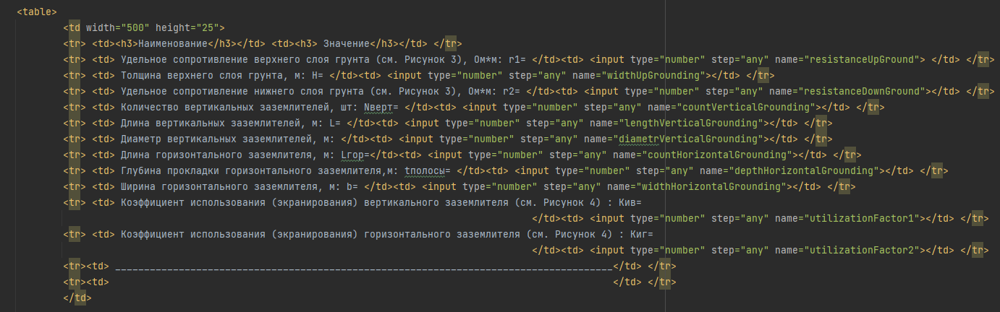 <table>
<td width="500" height="25">
<tr> <td><h3>Наименование</h3></td> <td><h3> Значение</h3></td> </tr>
<tr> <td> Удельное сопротивление верхнего слоя грунта (см. Рисунок 3), Ом*м: r1= </td><td> <input type="number" step="any" name="resistanceUpGround"> </td> </tr>
<tr> <td> Толщина верхнего слоя грунта, м: H= </td><td> <input type="number" step="any" name="widthUpGrounding"></td> </tr>
<tr> <td> Удельное сопротивление нижнего слоя грунта (см. Рисунок 3), Ом*м: r2= </td><td> <input type="number" step="any" name="resistanceDownGround"></td> </tr>
<tr> <td> Количество вертикальных заземлителей, шт: Nверт= </td><td> <input type="number" step="any" name="countVerticalGrounding"></td> </tr>
<tr> <td> Длина вертикальных заземлителей, м: L= </td><td> <input type="number" step="any" name="lengthVerticalGrounding"></td> </tr>
<tr> <td> Диаметр вертикальных заземлителей, м: </td><td> <input type="number" step="any" name="diametrVerticalGrounding"></td> </tr>
<tr> <td> Длина горизонтального заземлителя, м: Lгор=</td><td> <input type="number" step="any" name="countHorizontalGrounding"></td> </tr>
<tr> <td> Глубина прокладки горизонтального заземлителя,м: tполосы= </td><td> <input type="number" step="any" name="depthHorizontalGrounding"></td> </tr>
<tr> <td> Ширина горизонтального заземлителя, м: b= </td><td> <input type="number" step="any" name="widthHorizontalGrounding"></td> </tr>
<tr> <td> Коэффициент использования (экранирования) вертикального заземлителя (см. Рисунок 4) : Кив=
</td><td> <input type="number" step="any" name="utilizationFactor1"></td> </tr>
<tr> <td> Коэффициент использования (экранирования) горизонтального заземлителя (см. Рисунок 4) : Киг=
</td><td> <input type="number" step="any" name="utilizationFactor2"></td> </tr>
<tr><td> ______________________________________________________________________________________</td> </tr>
<tr><td> </td> </tr>
</td>